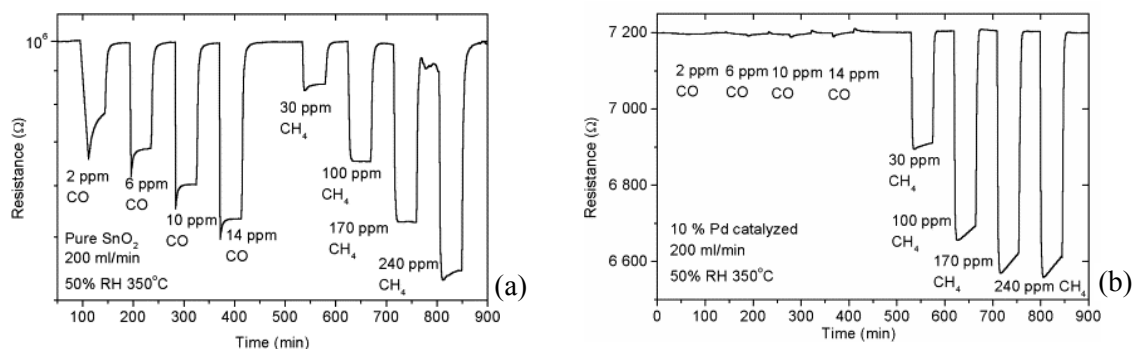 Resistance (Ω)
10⁶
2 ppm
CO
6 ppm
CO
10 ppm
CO
14 ppm
CO
30 ppm
CH₄
100 ppm
CH₄
170 ppm
CH₄
240 ppm
CH₄
Pure SnO₂
200 ml/min
50% RH 350°C
(a)
100 200 300 400 500 600 700 800 900
Time (min)
Resistance (Ω)
7 200
7 000
6 800
6 600
2 ppm 6 ppm 10 ppm 14 ppm
CO CO CO CO
30 ppm
CH₄
100 ppm
CH₄
170 ppm
CH₄
240 ppm CH₄
10 % Pd catalyzed
200 ml/min
50% RH 350°C
(b)
0 100 200 300 400 500 600 700 800 900
Time (min)